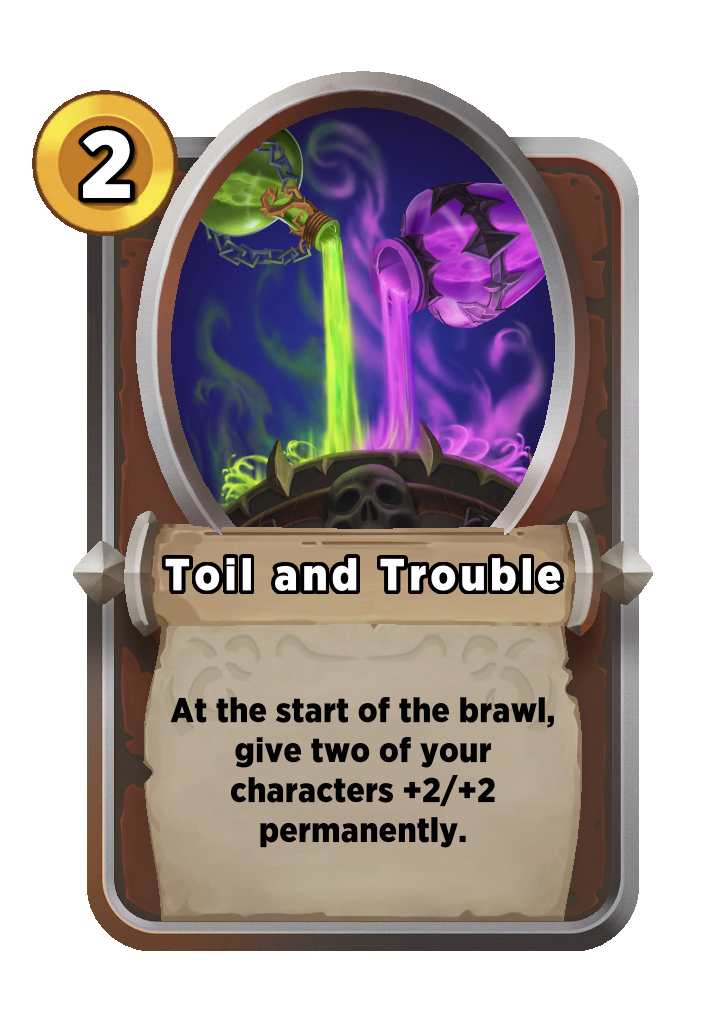 2
Toil and Trouble
At the start of the brawl,
give two of your
characters +2/+2
permanently.